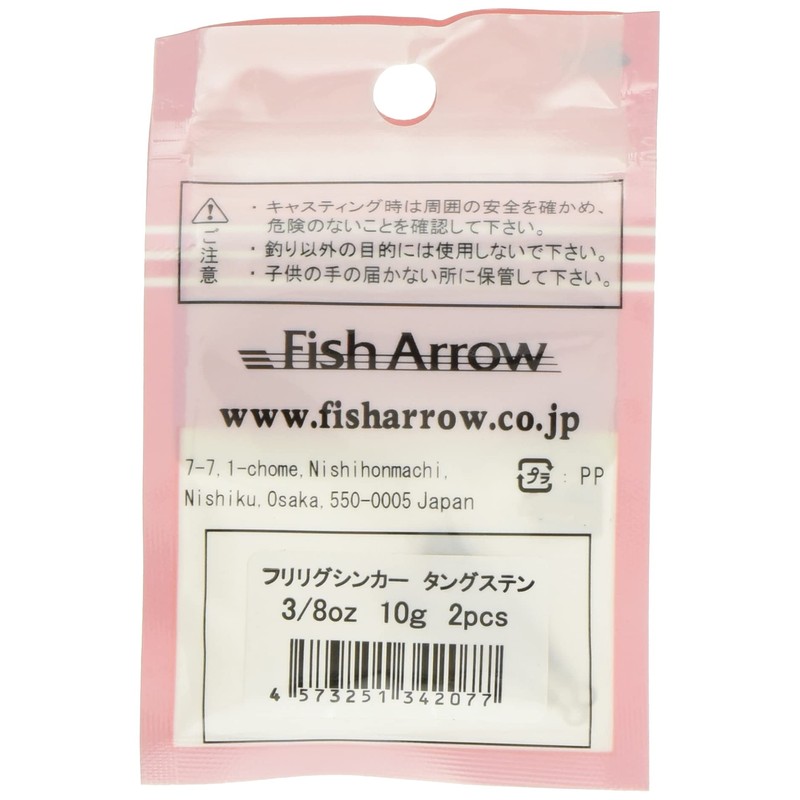 ご注意
・キャスティング時は周囲の安全を確かめ、
危険のないことを確認して下さい。
・釣り以外の目的には使用しないで下さい。
・子供の手の届かない所に保管して下さい。
Fish Arrow
www.fisharrow.co.jp
7-7, 1-chome, Nishihonmachi,
Nishiku, Osaka, 550-0005 Japan
プラ : PP
フリリグシンカー タングステン
3/8oz 10g 2pcs
4 573251 342077